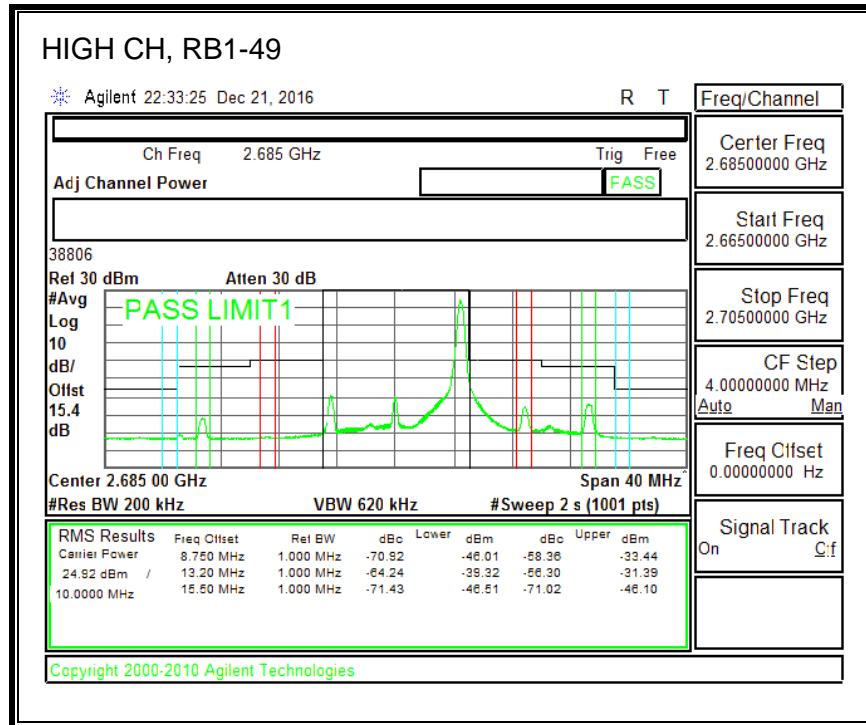 HIGH CH, RB1-49
Agilent 22:33:25 Dec 21, 2016 R T Freq/Channel
Ch Freq 2.685 GHz Trig Free
Adj Channel Power PASS
Center Freq
2.68500000 GHz
Start Freq
2.66500000 GHz
Stop Freq
2.70500000 GHz
CF Step
4.00000000 MHz
Auto Man
Freq Offset
0.00000000 Hz
Signal Track
On Off
38806
Ref 30 dBm Atten 30 dB
#Avg
Log
10
dB/
Offst
15.4
dB
PASS LIMIT1
Center 2.685 00 GHz Span 40 MHz
#Res BW 200 kHz VBW 620 kHz #Sweep 2 s (1001 pts)
RMS Results Freq Offset Ref BW dBc Lower dBm dBc Upper dBm
Carrier Power 8.750 MHz 1.000 MHz -70.92 -46.01 -58.36 -33.44
24.92 dBm / 13.20 MHz 1.000 MHz -64.24 -39.32 -56.30 -31.39
10.0000 MHz 15.50 MHz 1.000 MHz -71.43 -46.51 -71.02 -46.10
Copyright 2000-2010 Agilent Technologies